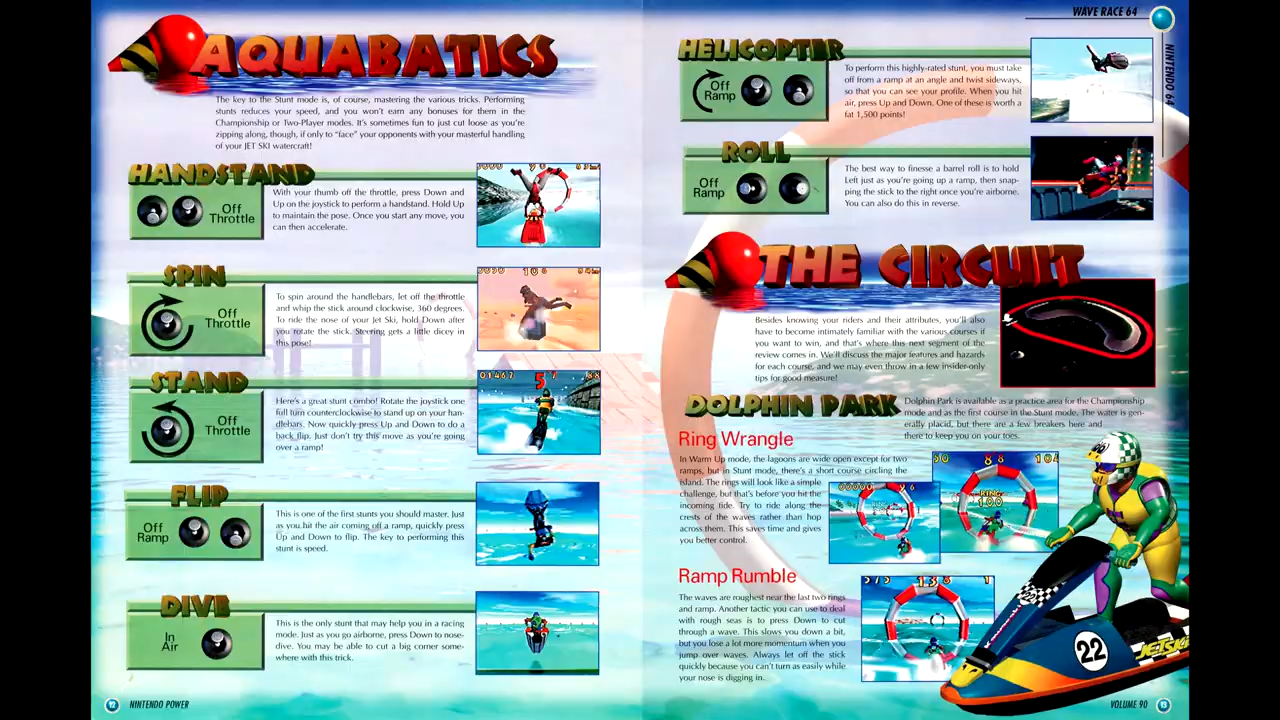 AQUABATICS
The key to the Stunt mode is, of course, mastering the various tricks. Performing
stunts reduces your speed, and you won't earn any bonuses for them in the
Championship or Two-Player modes. It's sometimes fun to just cut loose as you're
zipping along, though, if only to "face" your opponents with your masterful handling
of your JET SKI watercraft!
HANDSTAND
Off
Throttle
With your thumb off the throttle, press Down and
Up on the joystick to perform a handstand. Hold Up
to maintain the pose. Once you start any move, you
can then accelerate.
SPIN
Off
Throttle
To spin around the handlebars, let off the throttle
and whip the stick around clockwise, 360 degrees.
To ride the nose of your Jet Ski, hold Down after
you rotate the stick. Steering gets a little dicey in
this pose!
STAND
Off
Throttle
Here's a great stunt combo! Rotate the joystick one
full turn counterclockwise to stand up on your han-
dlebars. Now quickly press Up and Down to do a
back flip. Just don't try this move as you're going
over a ramp!
FLIP
Off
Ramp
This is one of the first stunts you should master. Just
as you hit the air coming off a ramp, quickly press
Up and Down to flip. The key to performing this
stunt is speed.
DIVE
In
Air
This is the only stunt that may help you in a racing
mode. Just as you go airborne, press Down to nose-
dive. You may be able to cut a big corner some-
where with this trick.
12 NINTENDO POWER
WAVE RACE 64
NINTENDO 64
HELICOPTER
Off
Ramp
To perform this highly-rated stunt, you must take
off from a ramp at an angle and twist sideways,
so that you can see your profile. When you hit
air, press Up and Down. One of these is worth a
fat 1,500 points!
ROLL
Off
Ramp
The best way to finesse a barrel roll is to hold
Left just as you're going up a ramp, then snap-
ping the stick to the right once you're airborne.
You can also do this in reverse.
THE CIRCUIT
Besides knowing your riders and their attributes, you'll also
have to become intimately familiar with the various courses if
you want to win, and that's where this next segment of the
review comes in. We'll discuss the major features and hazards
for each course, and we may even throw in a few insider-only
tips for good measure!
DOLPHIN PARK
Dolphin Park is available as a practice area for the Championship
mode and as the first course in the Stunt mode. The water is gen-
erally placid, but there are a few breakers here and
there to keep you on your toes.
Ring Wrangle
In Warm Up mode, the lagoons are wide open except for two
ramps, but in Stunt mode, there's a short course circling the
island. The rings will look like a simple
challenge, but that's before you hit the
incoming tide. Try to ride along the
crests of the waves rather than hop
across them. This saves time and gives
you better control.
RING
100
Ramp Rumble
The waves are roughest near the last two rings
and ramp. Another tactic you can use to deal
with rough seas is to press Down to cut
through a wave. This slows you down a bit,
but you lose a lot more momentum when you
jump over waves. Always let off the stick
quickly because you can't turn as easily while
your nose is digging in.
22
JET SKI
VOLUME 90 13